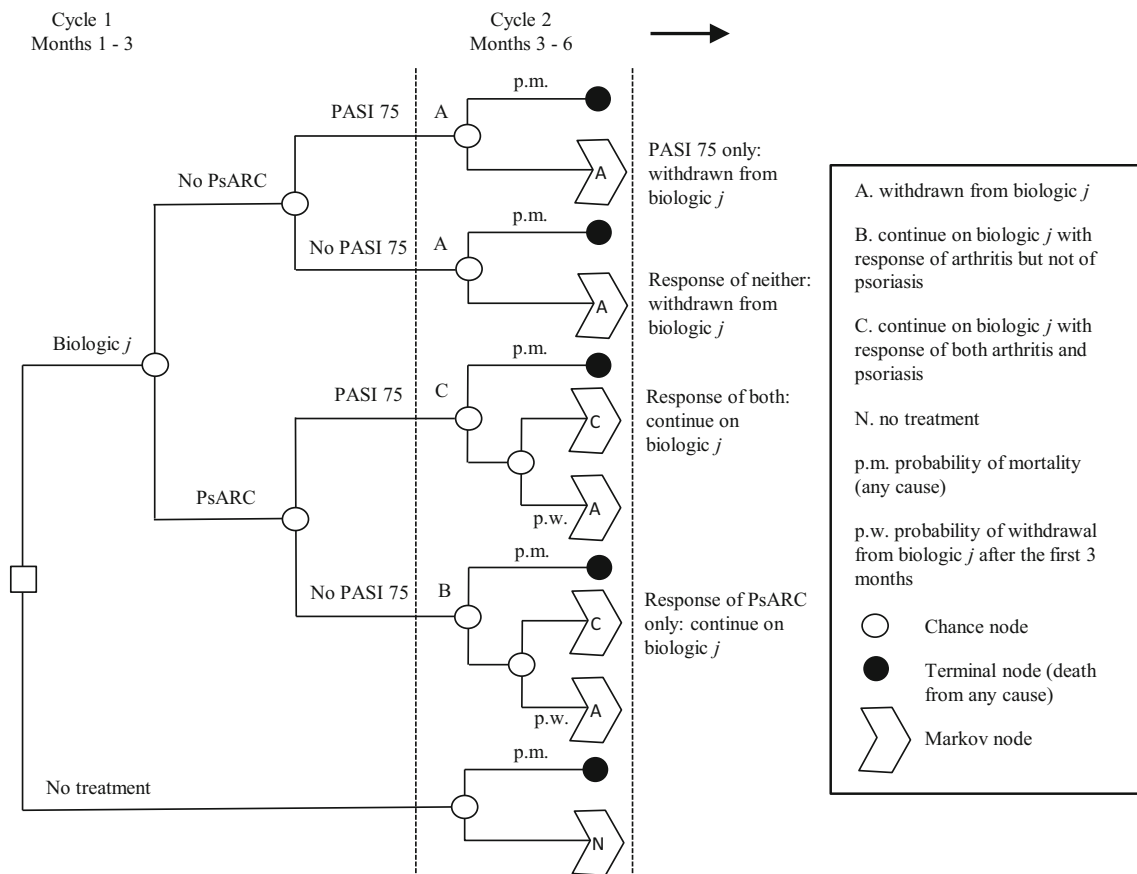 Cycle 1
Months 1 - 3
Cycle 2
Months 3 - 6
p.m.
PASI 75
A
A
PASI 75 only:
withdrawn from
biologic j
No PsARC
p.m.
No PASI 75
A
A
Response of neither:
withdrawn from
biologic j
Biologic j
p.m.
PASI 75
C
C
Response of both:
continue on
biologic j
PsARC
p.w.
A
p.m.
No PASI 75
B
C
Response of PsARC
only: continue on
biologic j
p.w.
A
p.m.
No treatment
N
A. withdrawn from biologic j
B. continue on biologic j with
response of arthritis but not of
psoriasis
C. continue on biologic j with
response of both arthritis and
psoriasis
N. no treatment
p.m. probability of mortality
(any cause)
p.w. probability of withdrawal
from biologic j after the first 3
months
Chance node
Terminal node (death
from any cause)
Markov node